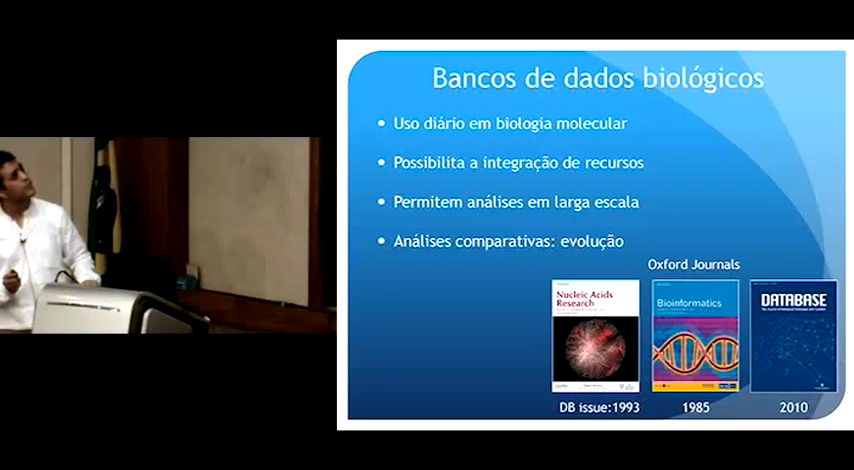 Bancos de dados biológicos
Uso diário em biologia molecular
Possibilita a integração de recursos
Permitem análises em larga escala
Análises comparativas: evolução
Oxford Journals
Nucleic Acids
Research
Bioinformatics
DATABASE
DB issue:1993
1985
2010